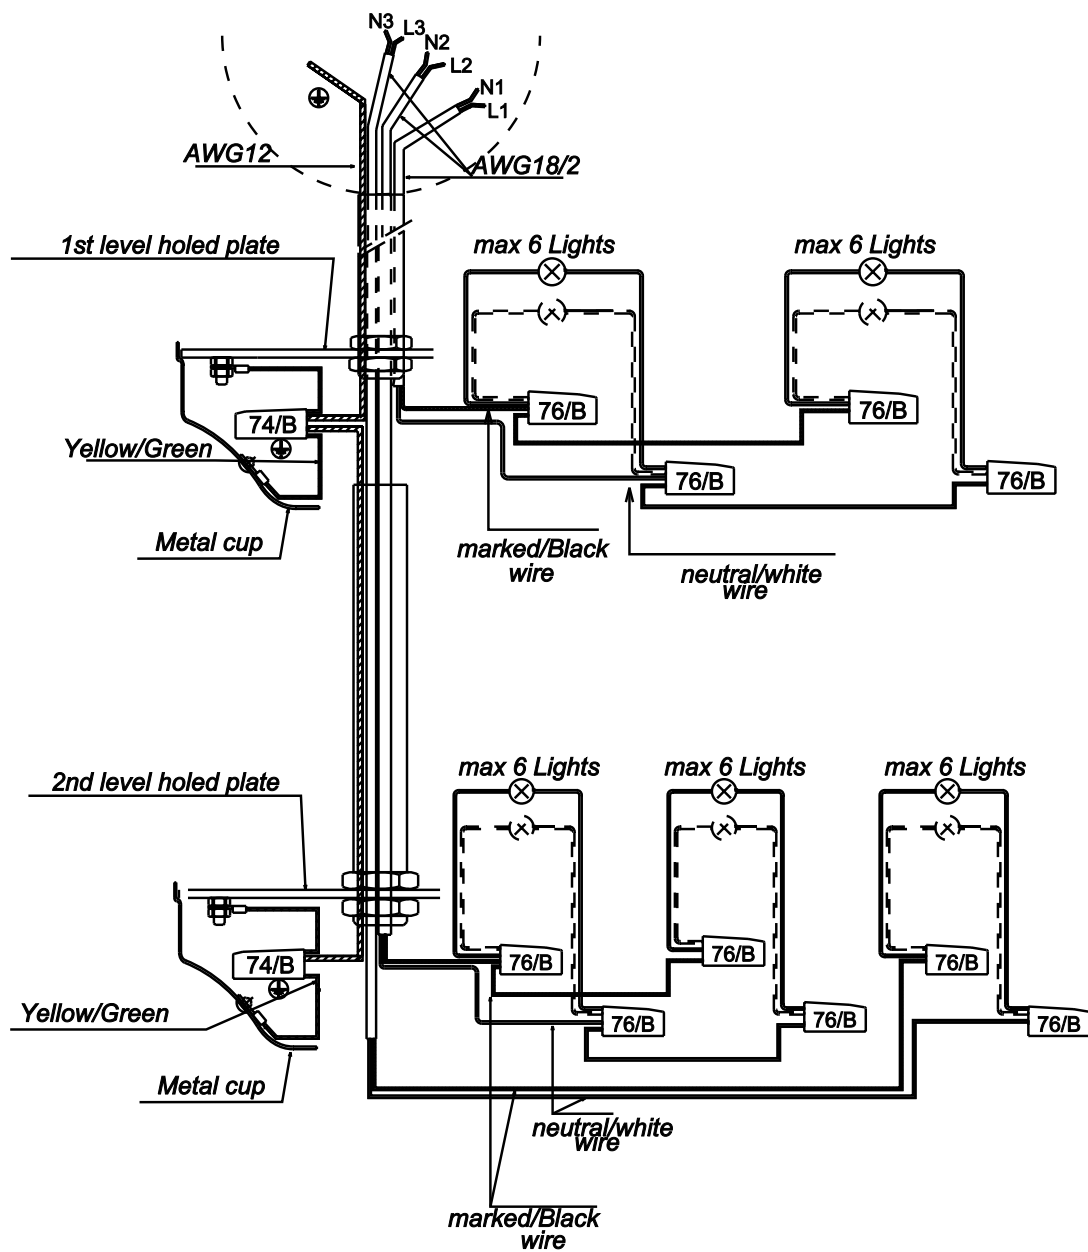 N3
L3
N2
L2
N1
L1
AWG12
AWG18/2
1st level holed plate
max 6 Lights
max 6 Lights
76/B
76/B
74/B
Yellow/Green
76/B
76/B
Metal cup
marked/Black
wire
neutral/white
wire
2nd level holed plate
max 6 Lights
max 6 Lights
max 6 Lights
74/B
76/B
76/B
76/B
Yellow/Green
76/B
76/B
76/B
Metal cup
neutral/white
wire
marked/Black
wire